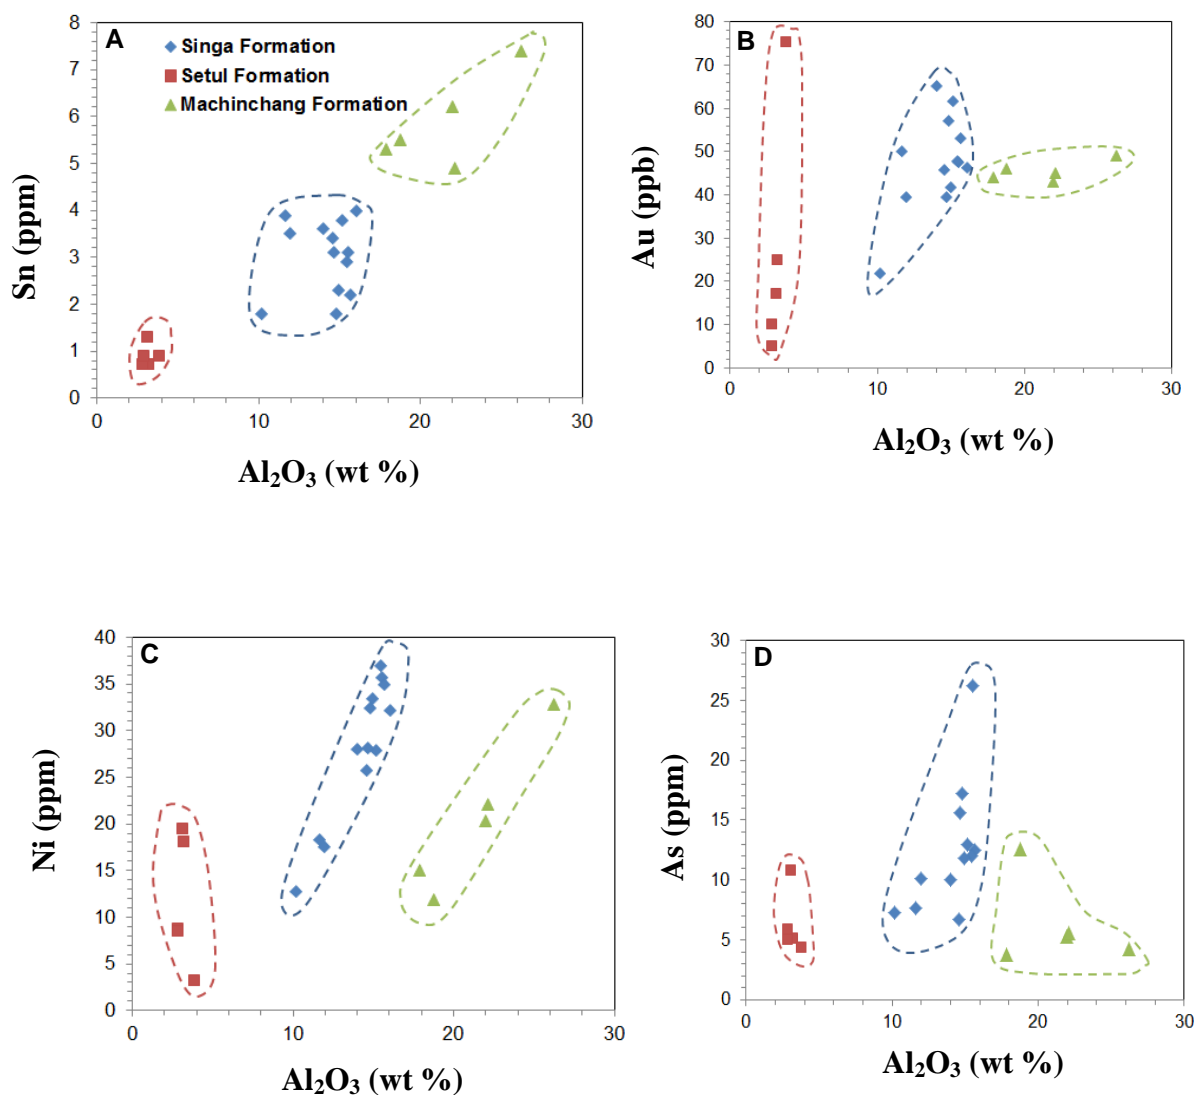 A
Singa Formation
Setul Formation
Machinchang Formation
8
7
6
5
4
3
2
1
0
0 10 20 30
Sn (ppm)
Al₂O₃ (wt %)
B
80
70
60
50
40
30
20
10
0
0 10 20 30
Au (ppb)
Al₂O₃ (wt %)
C
40
35
30
25
20
15
10
5
0
0 10 20 30
Ni (ppm)
Al₂O₃ (wt %)
D
30
25
20
15
10
5
0
0 10 20 30
As (ppm)
Al₂O₃ (wt %)